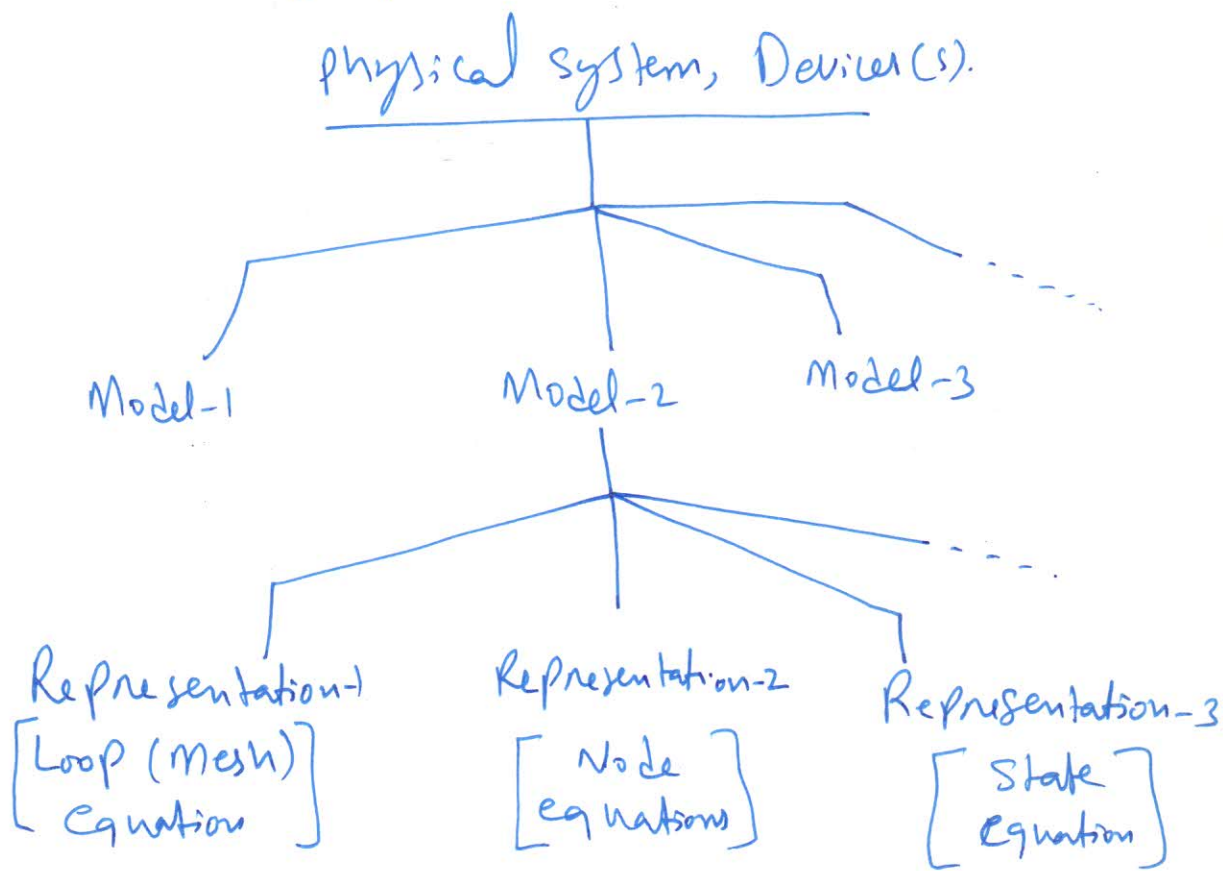 Physical System, Device(s).
Model-1
Model-2
Model-3
Representation-1
[Loop (Mesh)
equation]
Representation-2
[Node
equations]
Representation-3
[State
equation]